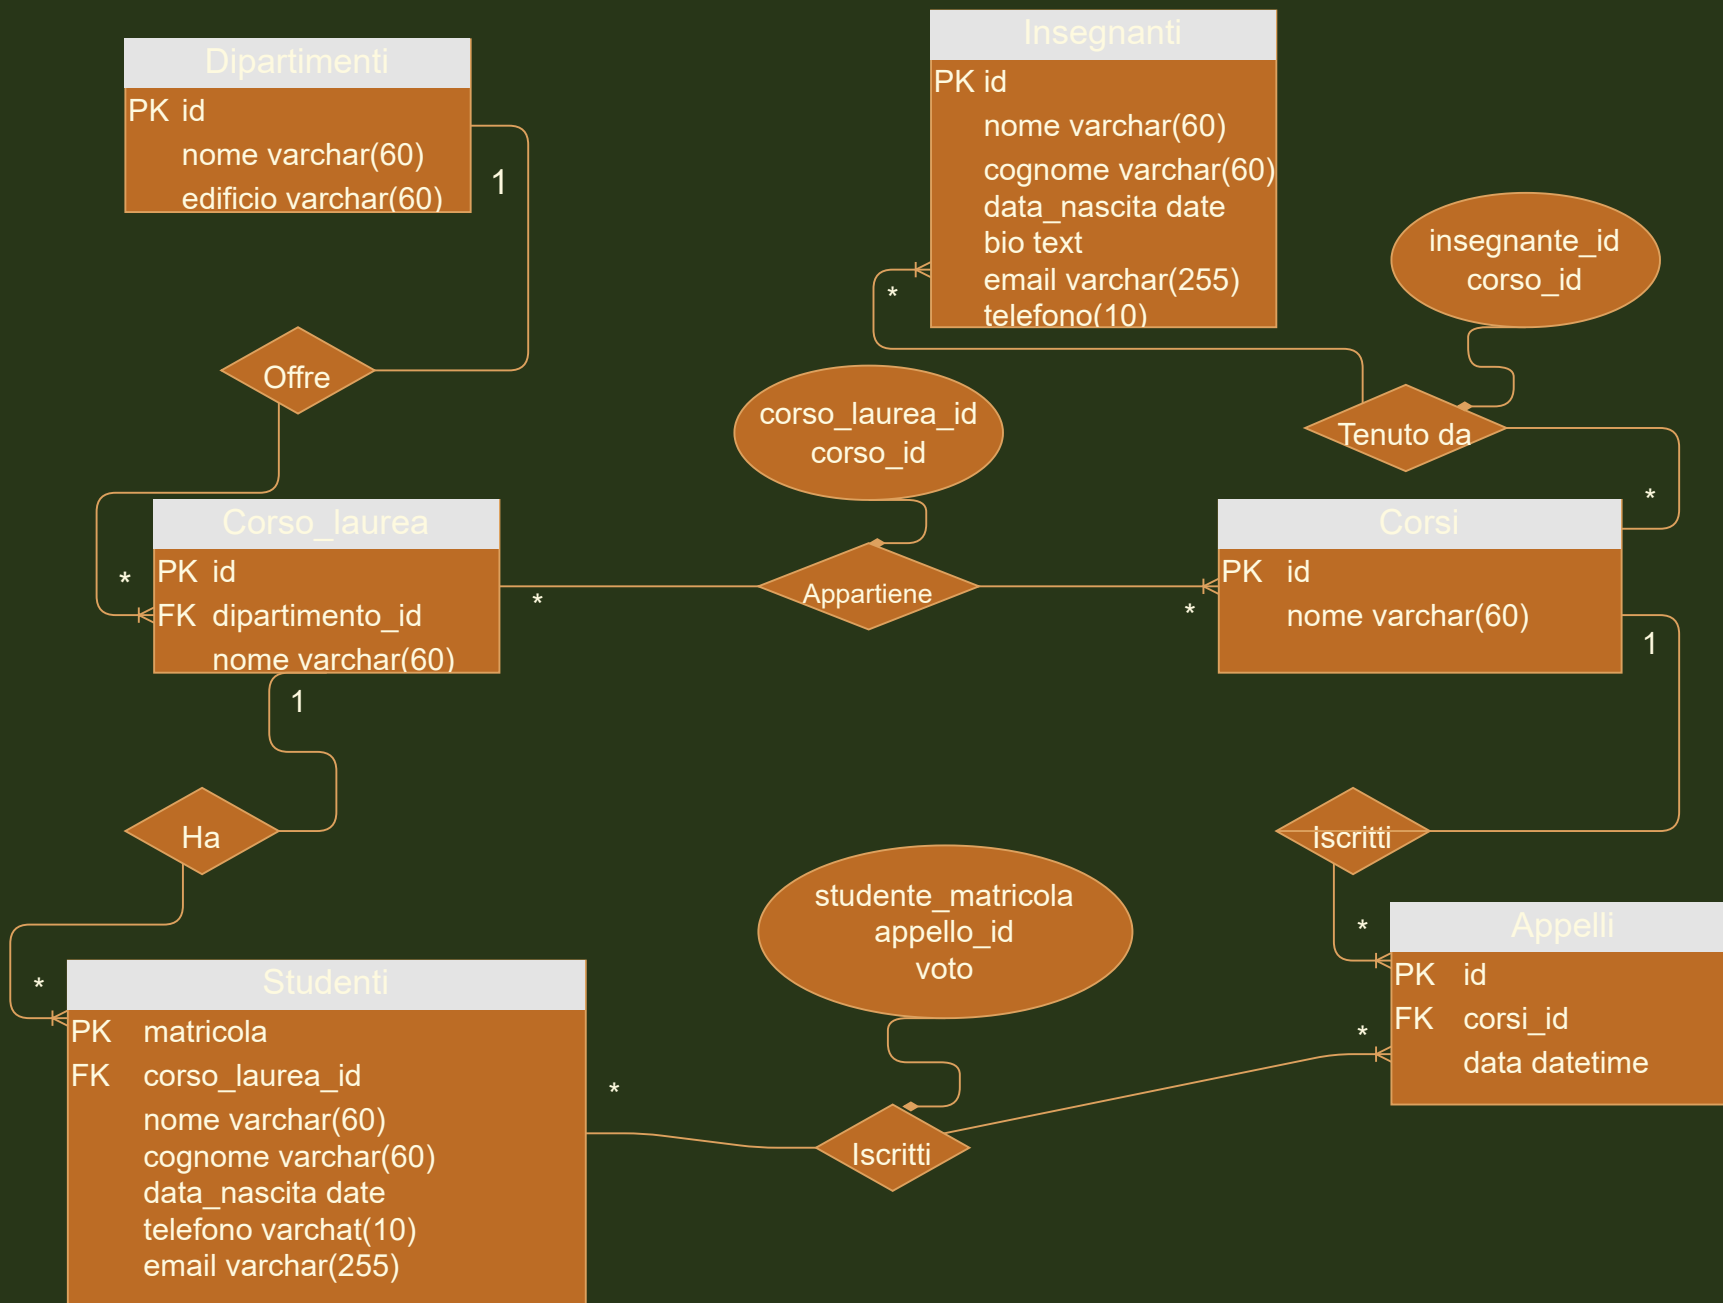 Dipartimenti
PK id
nome varchar(60)
edificio varchar(60)
1
Insegnanti
PK id
nome varchar(60)
cognome varchar(60)
data_nascita date
bio text
email varchar(255)
telefono(10)
*
insegnante_id
corso_id
Offre
corso_laurea_id
corso_id
Tenuto da
*
Corso_laurea
PK id
FK dipartimento_id
nome varchar(60)
*
1
*
Appartiene
*
Corsi
PK id
nome varchar(60)
1
Ha
*
Iscritti
*
studente_matricola
appello_id
voto
Appelli
PK id
FK corsi_id
data datetime
*
Studenti
PK matricola
FK corso_laurea_id
nome varchar(60)
cognome varchar(60)
data_nascita date
telefono varchat(10)
email varchar(255)
*
Iscritti